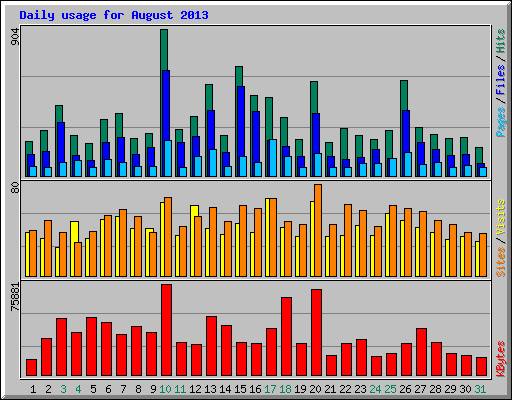 Daily usage for August 2013
904
Pages / Files / Hits
80
Sites / Visits
75881
KBytes
1 2 3 4 5 6 7 8 9 10 11 12 13 14 15 16 17 18 19 20 21 22 23 24 25 26 27 28 29 30 31